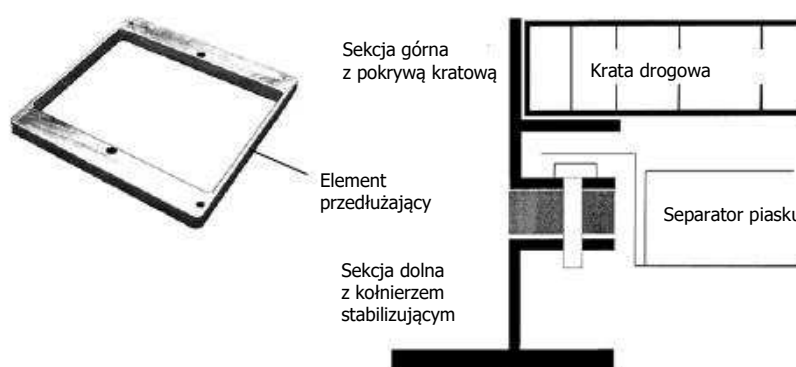 Sekcja górna
z pokrywą kratową
Krata drogowa
Element
przedłużający
Separator piasku
Sekcja dolna
z kołnierzem
stabilizującym